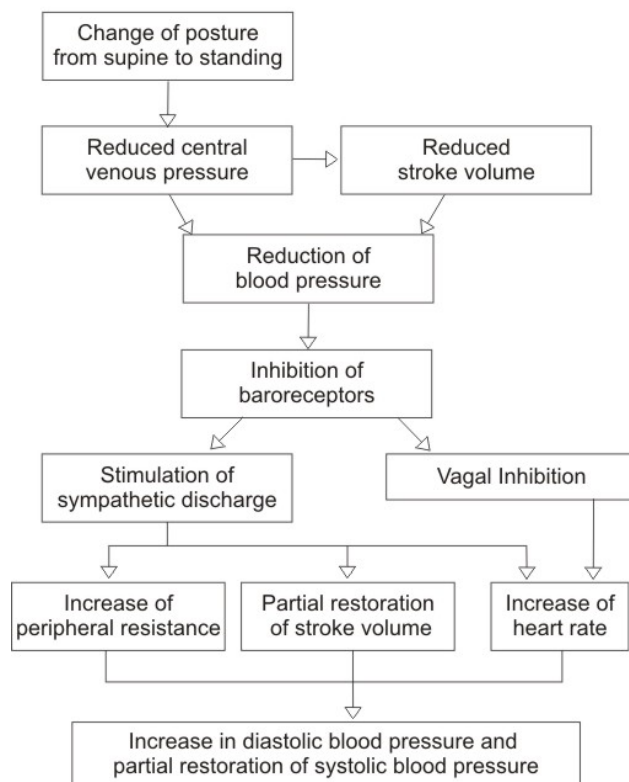 Change of posture
from supine to standing
Reduced central
venous pressure
Reduced
stroke volume
Reduction of
blood pressure
Inhibition of
baroreceptors
Stimulation of
sympathetic discharge
Vagal Inhibition
Increase of
peripheral resistance
Partial restoration
of stroke volume
Increase of
heart rate
Increase in diastolic blood pressure and
partial restoration of systolic blood pressure